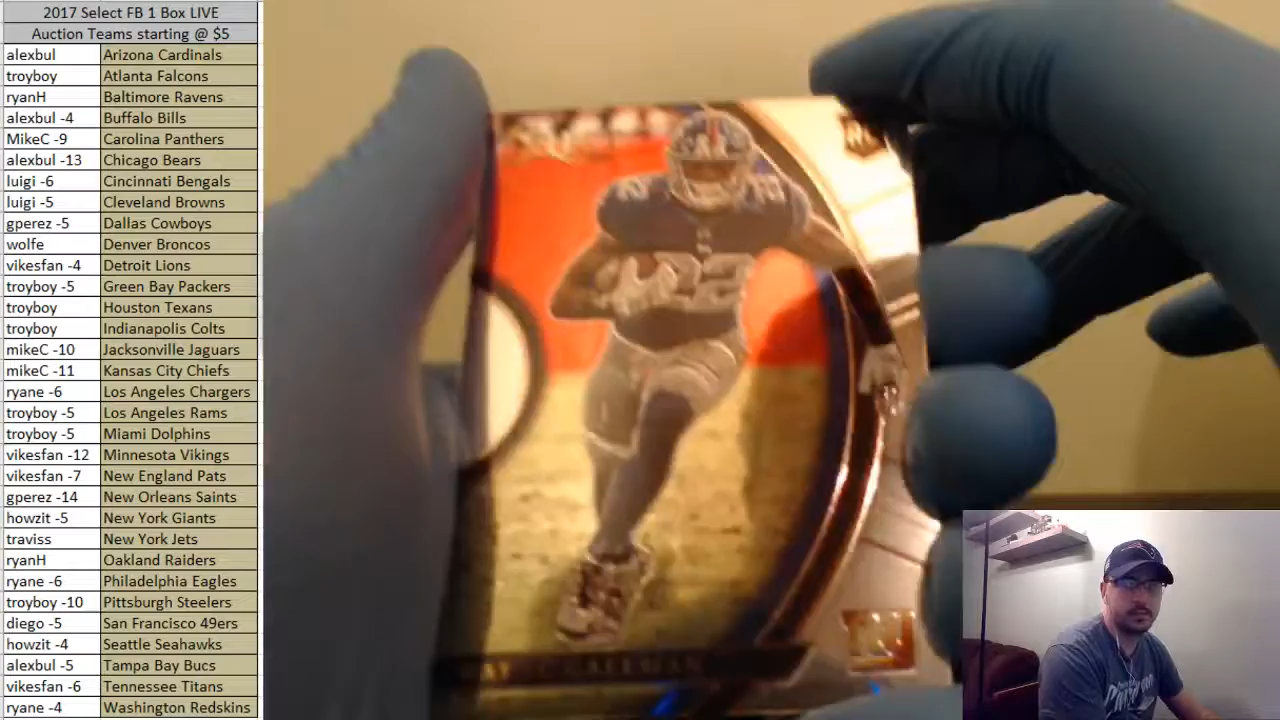 2017 Select FB 1 Box LIVE
Auction Teams starting @ $5
alexbul Arizona Cardinals
troyboy Atlanta Falcons
ryanH Baltimore Ravens
alexbul -4 Buffalo Bills
MikeC -9 Carolina Panthers
alexbul -13 Chicago Bears
luigi -6 Cincinnati Bengals
luigi -5 Cleveland Browns
gperez -5 Dallas Cowboys
wolfe Denver Broncos
vikesfan -4 Detroit Lions
troyboy -5 Green Bay Packers
troyboy Houston Texans
troyboy Indianapolis Colts
mikeC -10 Jacksonville Jaguars
mikeC -11 Kansas City Chiefs
ryane -6 Los Angeles Chargers
troyboy -5 Los Angeles Rams
troyboy -5 Miami Dolphins
vikesfan -12 Minnesota Vikings
vikesfan -7 New England Pats
gperez -14 New Orleans Saints
howzit -5 New York Giants
traviss New York Jets
ryanH Oakland Raiders
ryane -6 Philadelphia Eagles
troyboy -10 Pittsburgh Steelers
diego -5 San Francisco 49ers
howzit -4 Seattle Seahawks
alexbul -5 Tampa Bay Bucs
vikesfan -6 Tennessee Titans
ryane -4 Washington Redskins
22